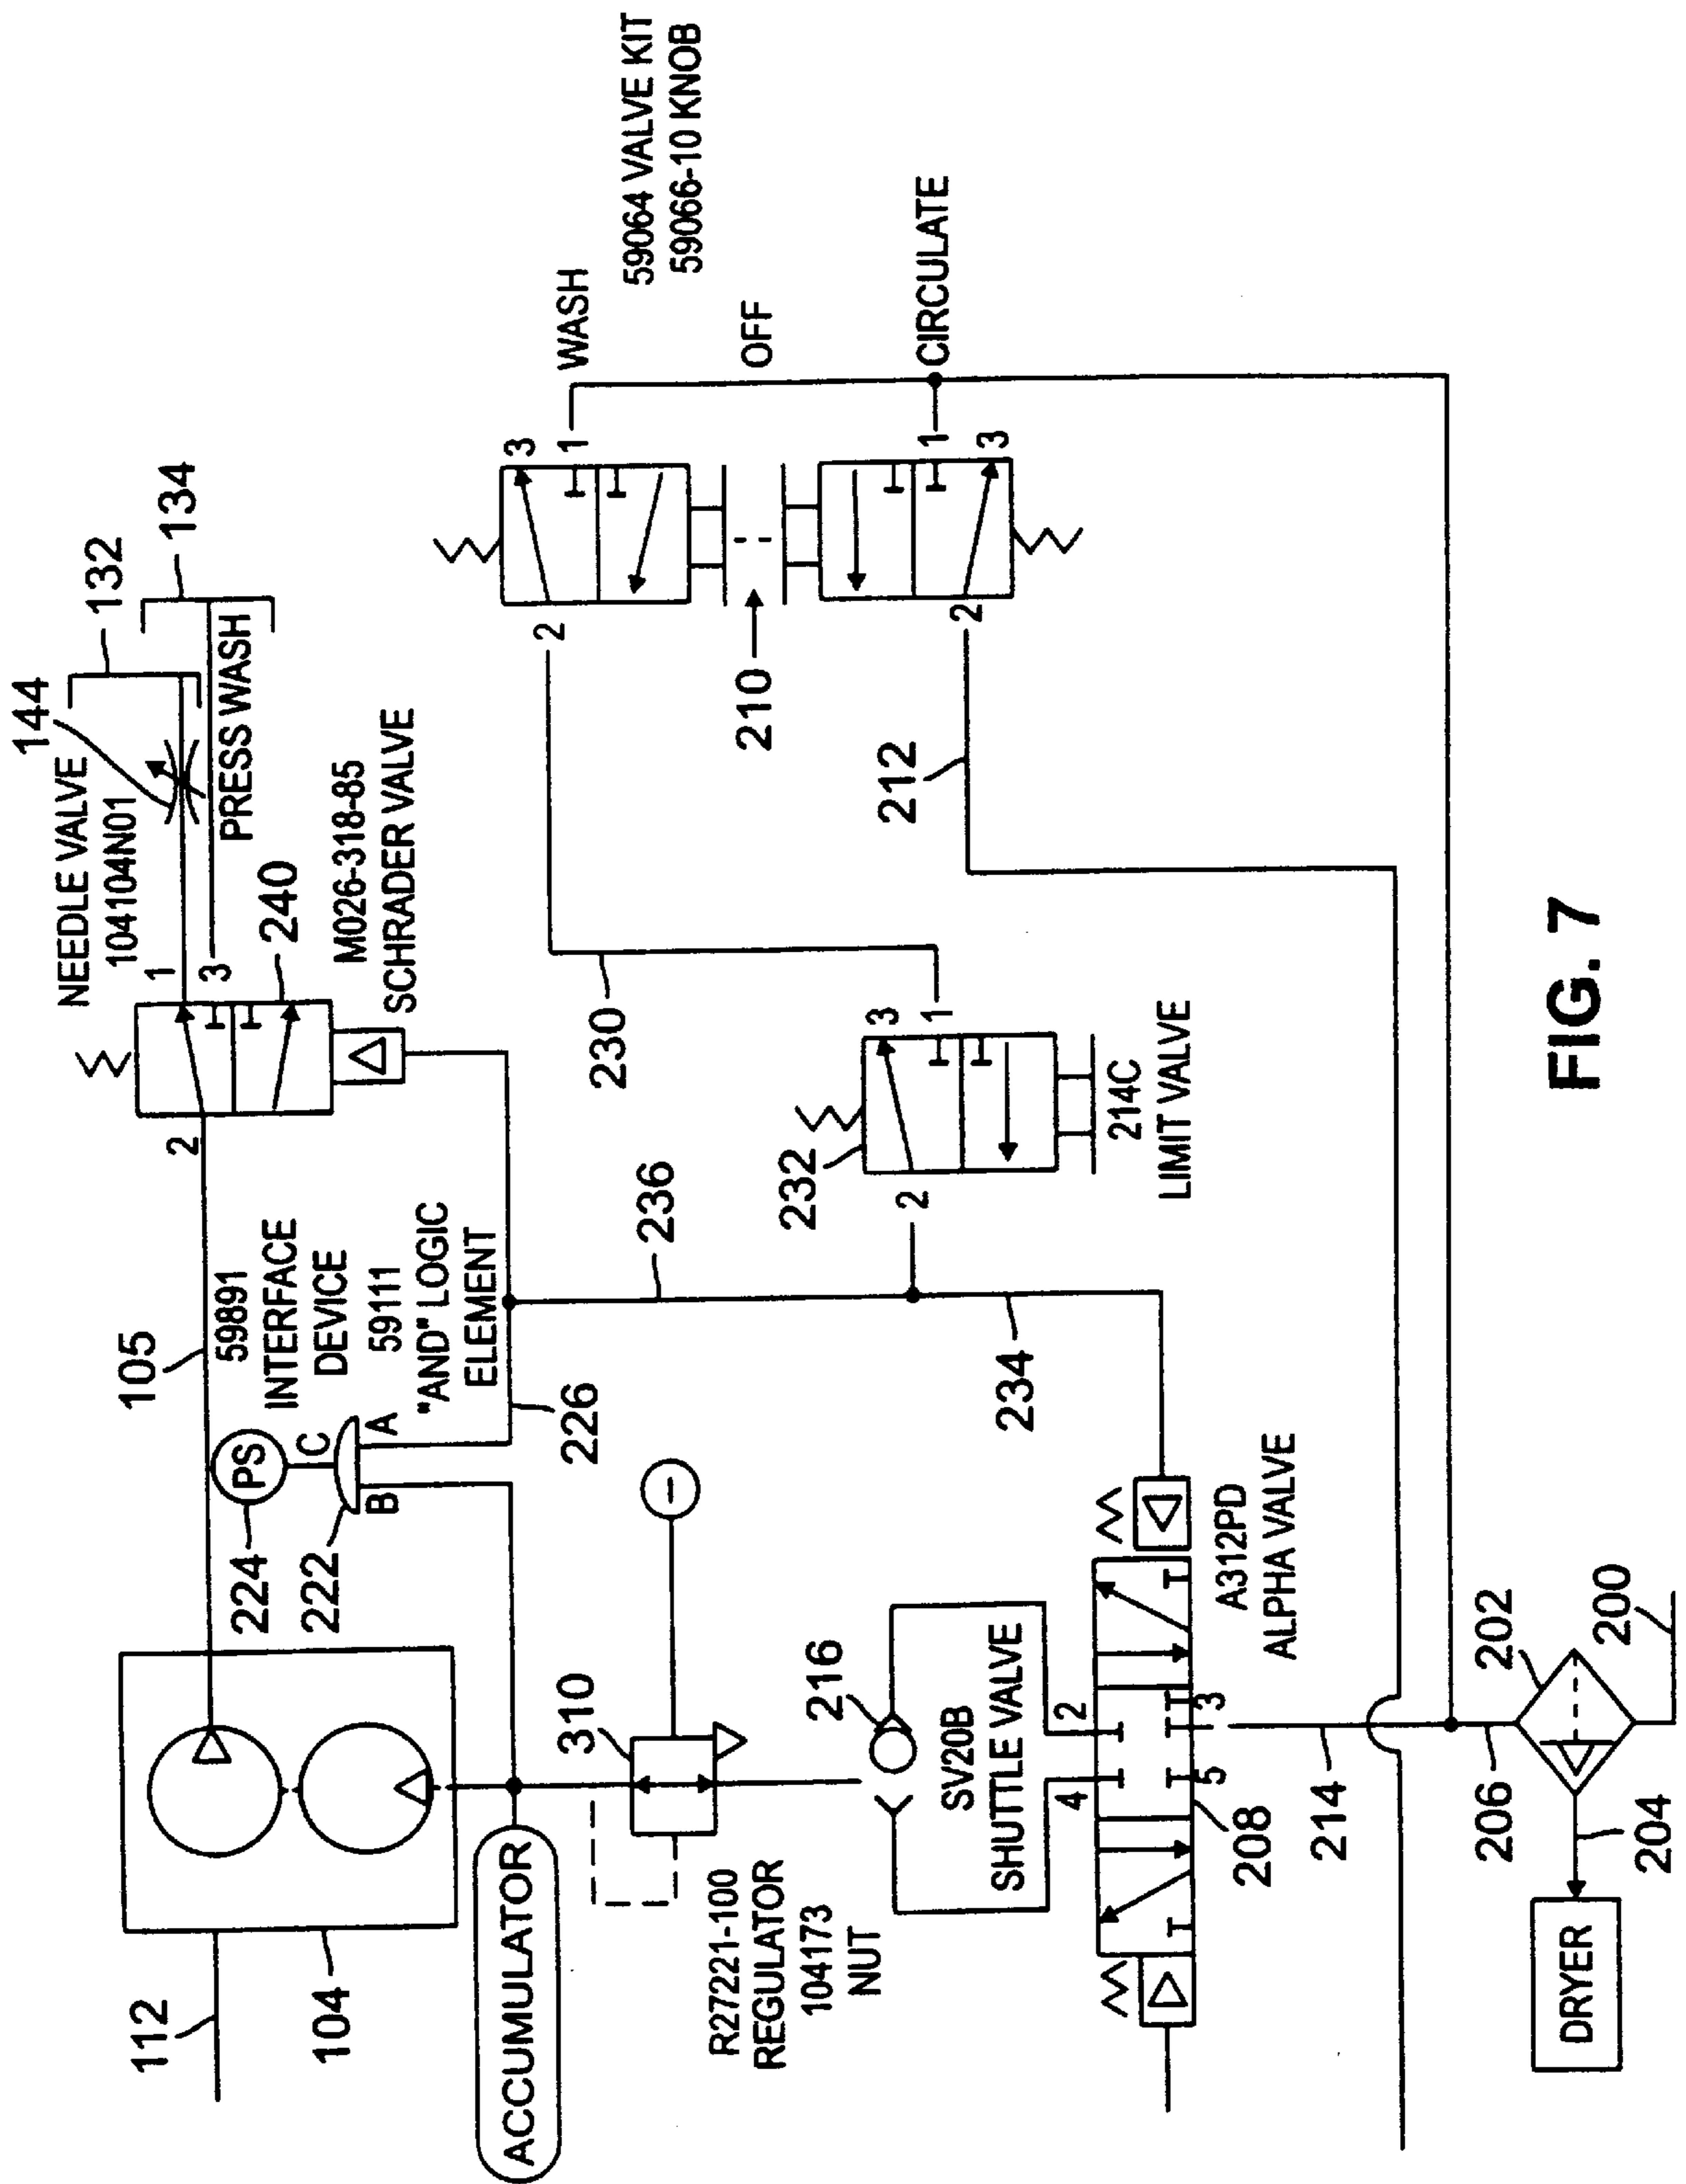 112
104
105
NEEDLE VALVE
104104N01
144
132
134
1
3
2
PRESS WASH
240
M026-318-85
SCHRADER VALVE
59891
INTERFACE
DEVICE
59111
"AND" LOGIC
ELEMENT
PS
224
C
222
B
A
226
236
230
ACCUMULATOR
310
R27221-100
REGULATOR
104173
NUT
216
SV20B
SHUTTLE VALVE
232
3
1
2
214C
LIMIT VALVE
234
3
1
2
WASH
OFF
CIRCULATE
59064 VALVE KIT
59066-10 KNOB
210
1
3
2
212
4
2
5
3
208
A312PD
ALPHA VALVE
214
206
202
200
204
DRYER
FIG. 7